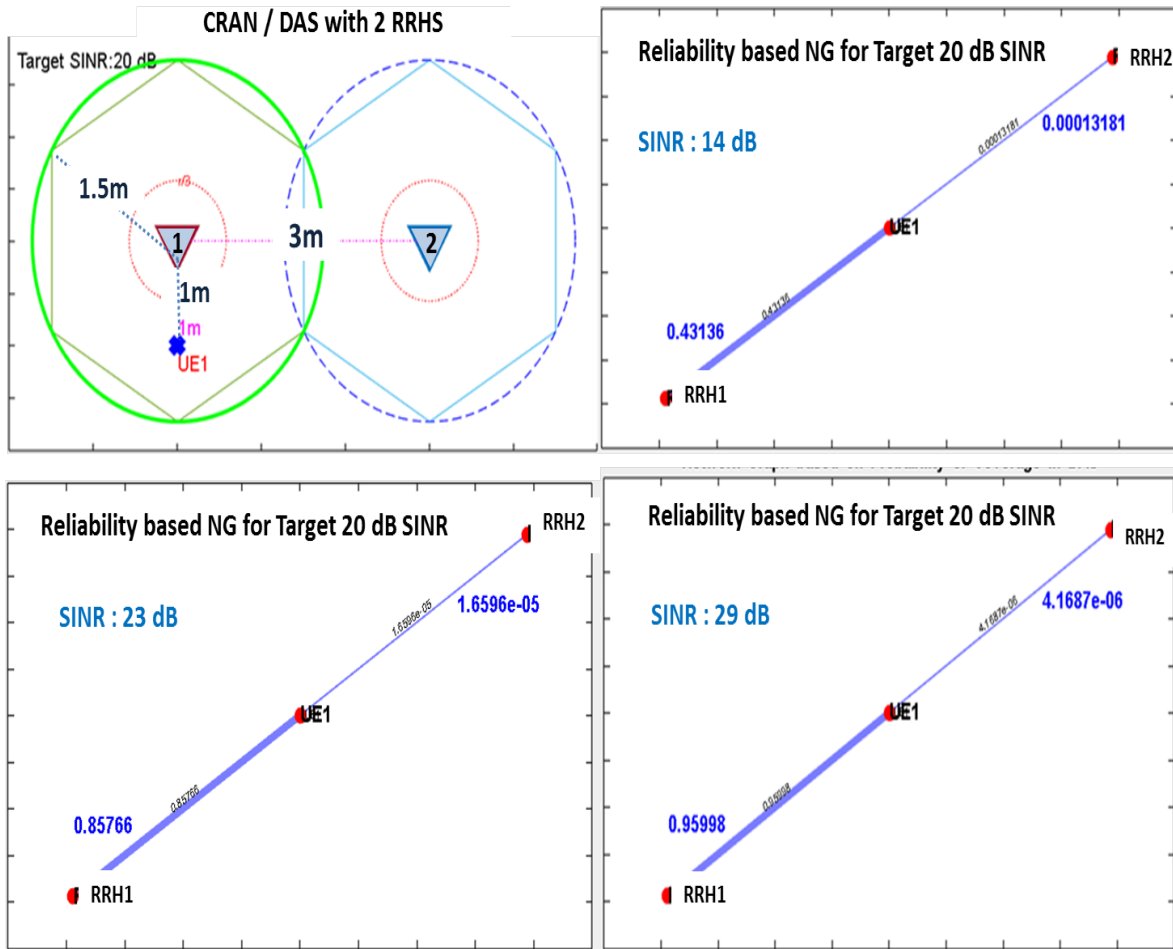 CRAN / DAS with 2 RRHS
Target SINR:20 dB
1.5m
r/3
1
3m
2
1m
1m
UE1
Reliability based NG for Target 20 dB SINR
RRH2
SINR : 14 dB
0.00013181
0.00013181
UE1
0.43136
0.43136
RRH1
Reliability based NG for Target 20 dB SINR
RRH2
SINR : 23 dB
1.6596e-05
1.6596e-05
UE1
0.85766
0.85766
RRH1
Reliability based NG for Target 20 dB SINR
RRH2
SINR : 29 dB
4.1687e-06
4.1687e-06
UE1
0.95998
0.95998
RRH1